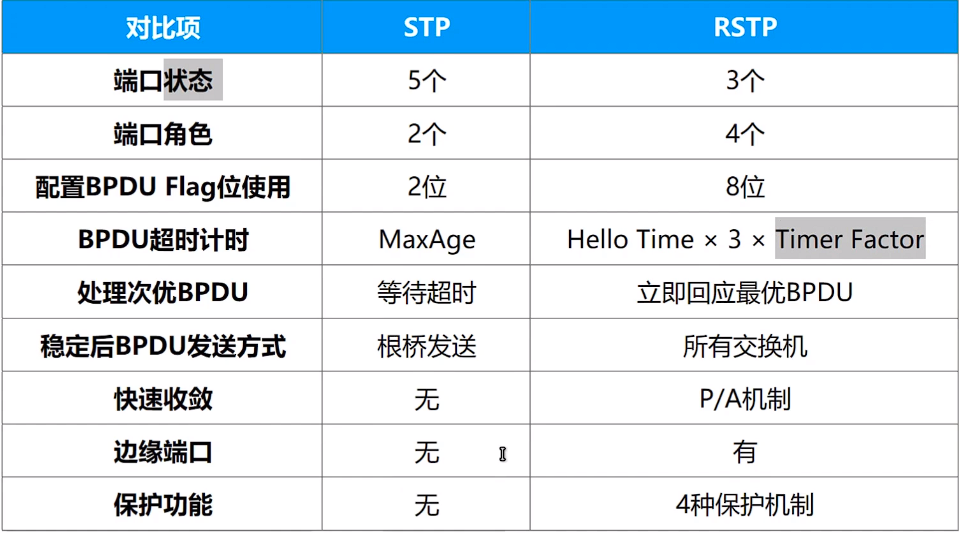 对比项 STP RSTP
端口状态 5个 3个
端口角色 2个 4个
配置BPDU Flag位使用 2位 8位
BPDU超时计时 MaxAge Hello Time × 3 × Timer Factor
处理次优BPDU 等待超时 立即回应最优BPDU
稳定后BPDU发送方式 根桥发送 所有交换机
快速收敛 无 P/A机制
边缘端口 无 有
保护功能 无 4种保护机制